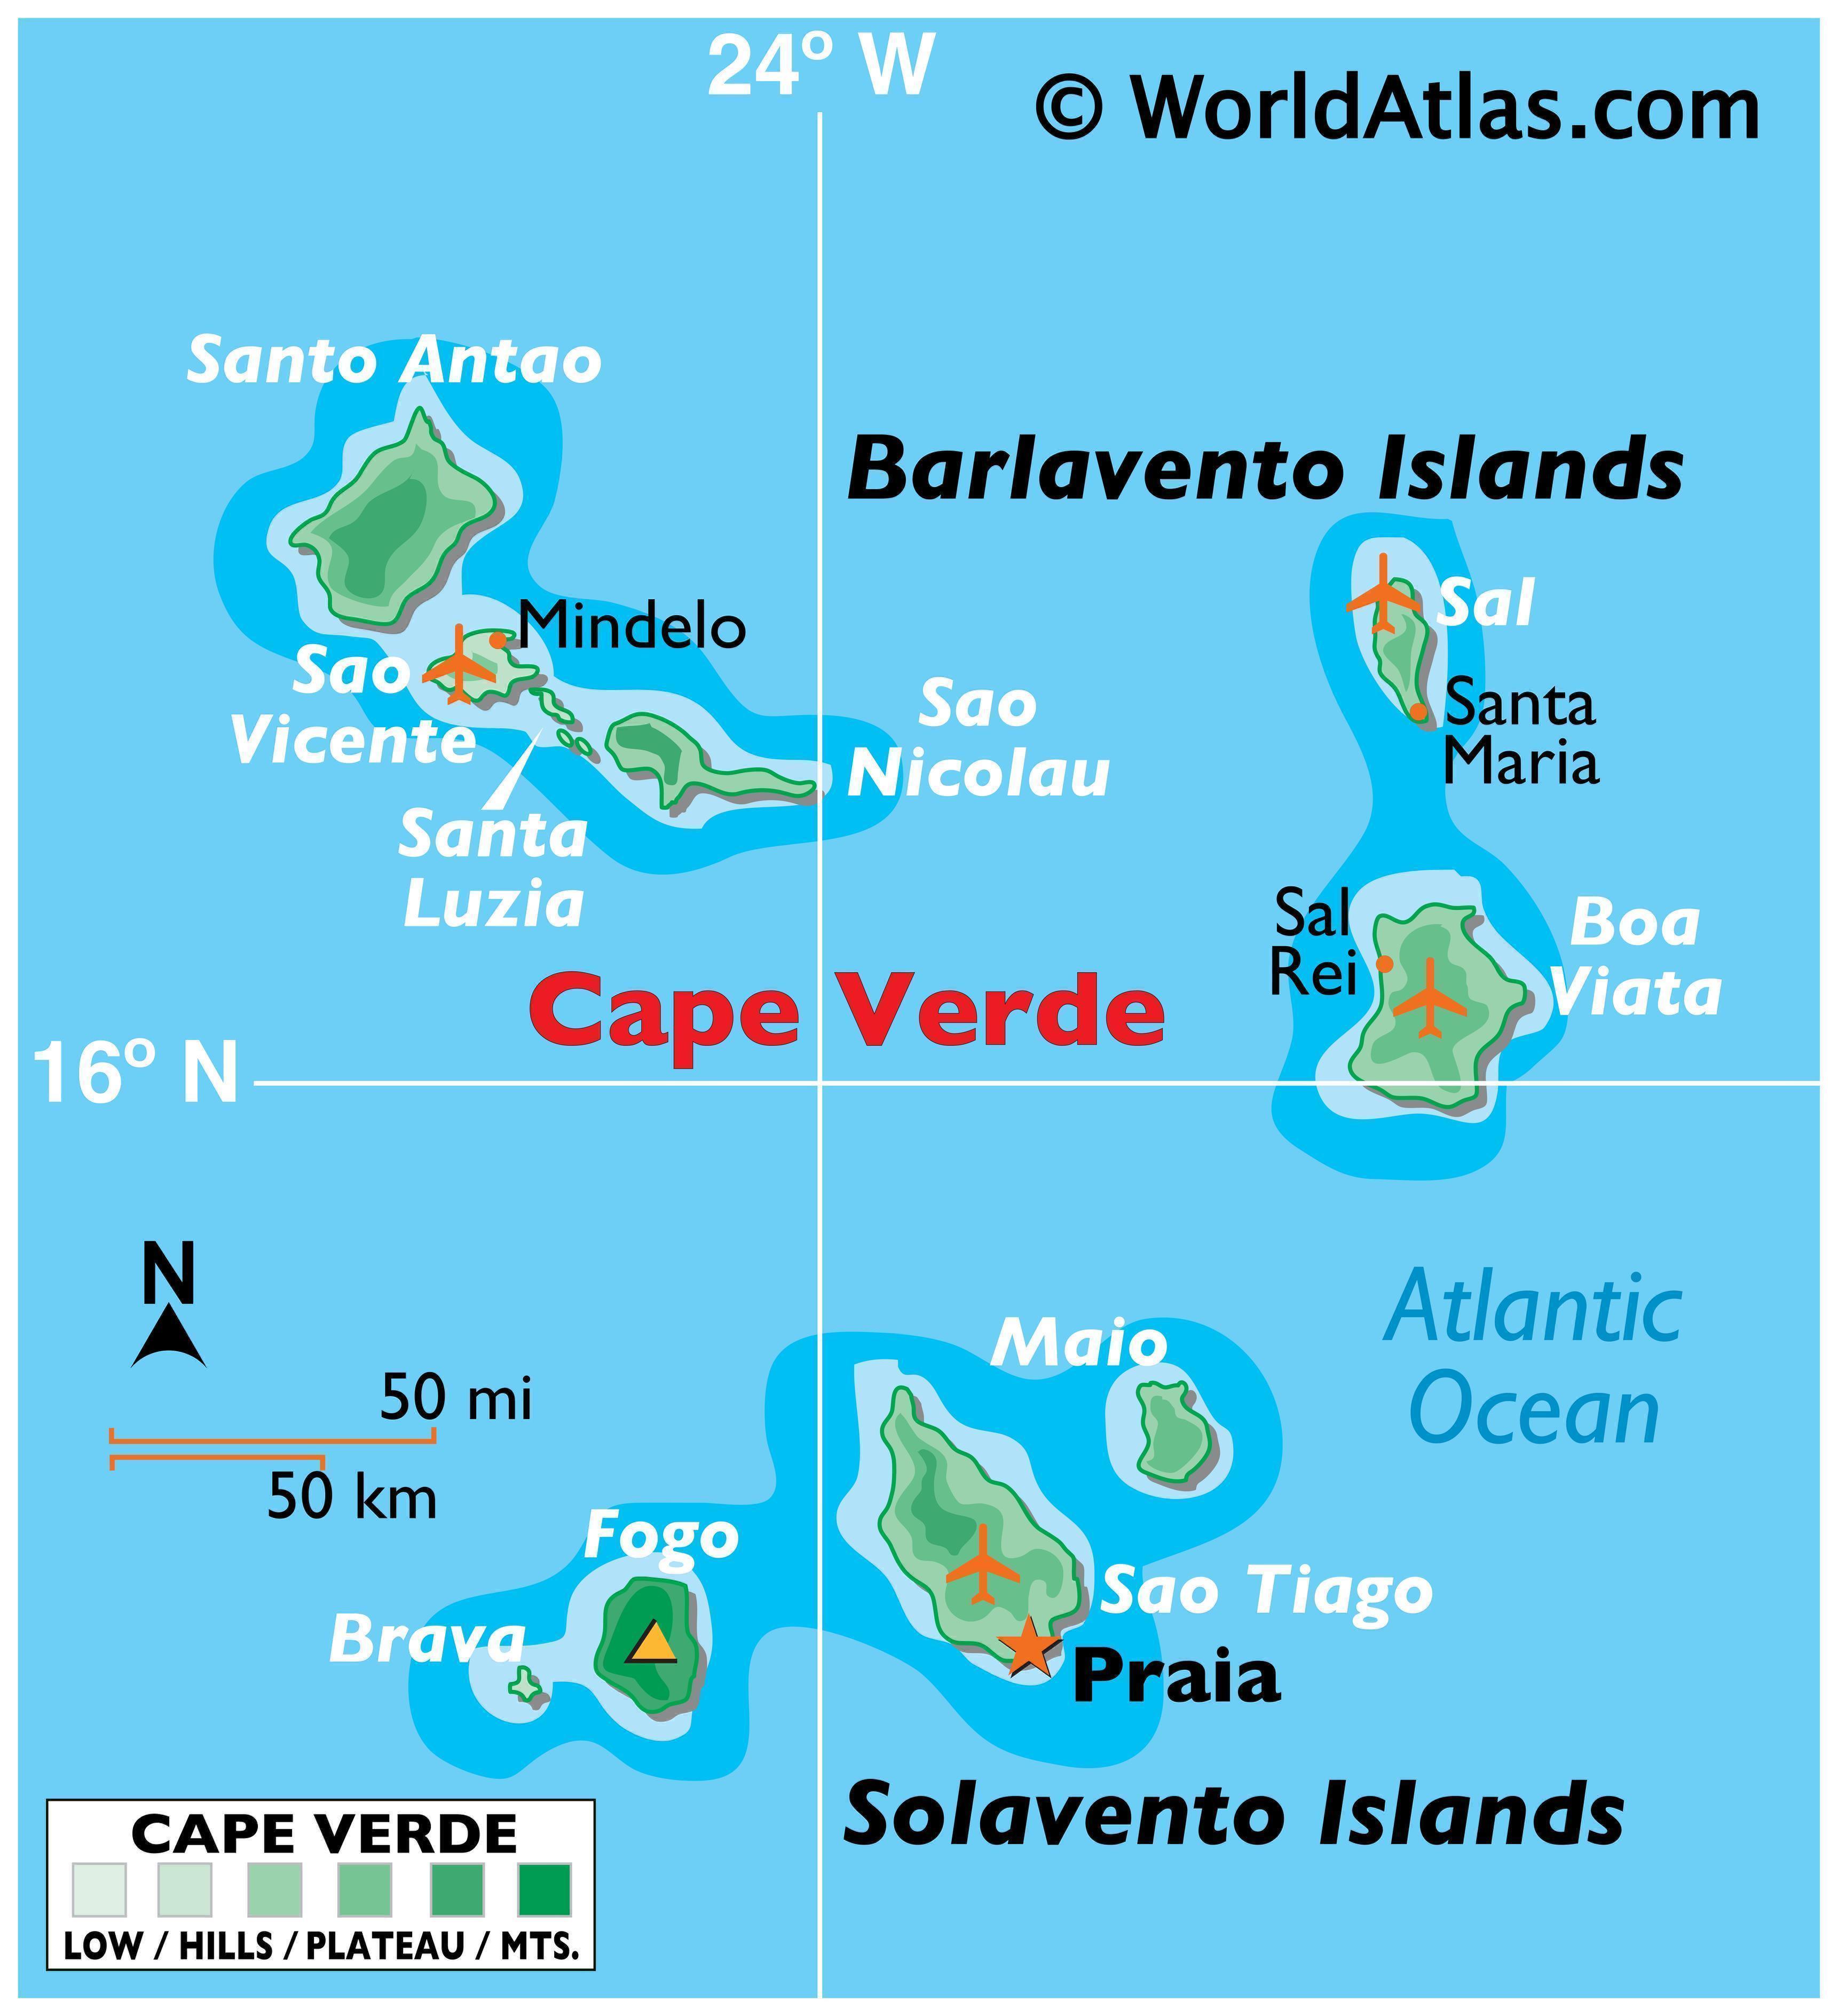 24° W
© WorldAtlas.com
Santo Antao
Barlavento Islands
Mindelo
Sal
Sao
Vicente
Santa
Maria
Sao
Nicolau
Santa
Luzia
Sal
Rei
Boa
Viata
Cape Verde
16° N
N
50 mi
50 km
Atlantic
Ocean
Maio
Fogo
Brava
Sao Tiago
Praia
Solavento Islands
CAPE VERDE
LOW / HILLS / PLATEAU / MTS.